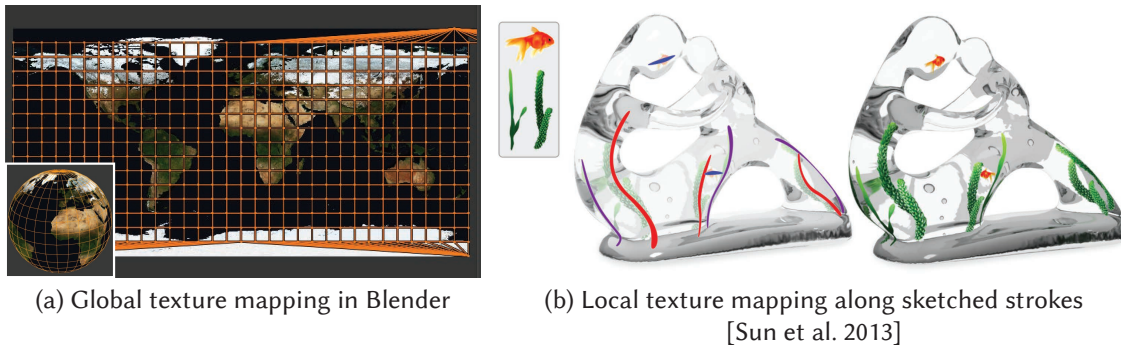 (a) Global texture mapping in Blender
(b) Local texture mapping along sketched strokes
[Sun et al. 2013]